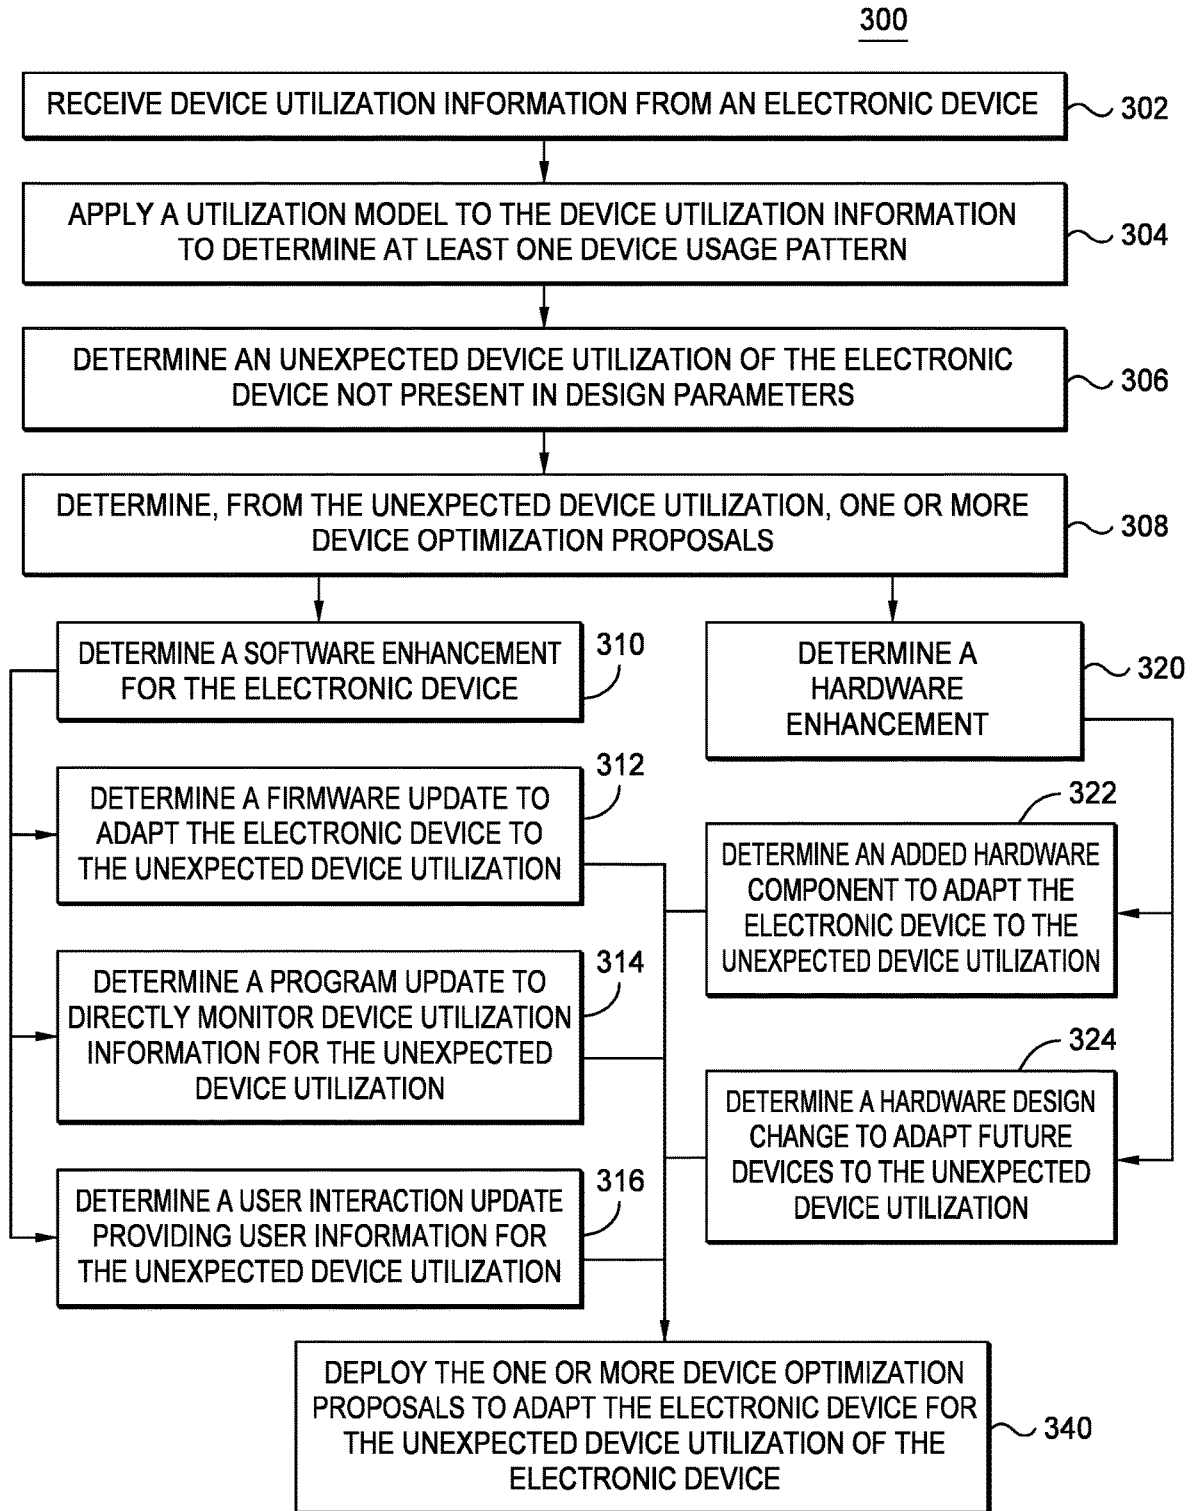 300
RECEIVE DEVICE UTILIZATION INFORMATION FROM AN ELECTRONIC DEVICE
302
APPLY A UTILIZATION MODEL TO THE DEVICE UTILIZATION INFORMATION
TO DETERMINE AT LEAST ONE DEVICE USAGE PATTERN
304
DETERMINE AN UNEXPECTED DEVICE UTILIZATION OF THE ELECTRONIC
DEVICE NOT PRESENT IN DESIGN PARAMETERS
306
DETERMINE, FROM THE UNEXPECTED DEVICE UTILIZATION, ONE OR MORE
DEVICE OPTIMIZATION PROPOSALS
308
DETERMINE A SOFTWARE ENHANCEMENT
FOR THE ELECTRONIC DEVICE
310
DETERMINE A FIRMWARE UPDATE TO
ADAPT THE ELECTRONIC DEVICE TO
THE UNEXPECTED DEVICE UTILIZATION
312
DETERMINE A PROGRAM UPDATE TO
DIRECTLY MONITOR DEVICE UTILIZATION
INFORMATION FOR THE UNEXPECTED
DEVICE UTILIZATION
314
DETERMINE A USER INTERACTION UPDATE
PROVIDING USER INFORMATION FOR
THE UNEXPECTED DEVICE UTILIZATION
316
DETERMINE A
HARDWARE
ENHANCEMENT
320
322
DETERMINE AN ADDED HARDWARE
COMPONENT TO ADAPT THE
ELECTRONIC DEVICE TO THE
UNEXPECTED DEVICE UTILIZATION
324
DETERMINE A HARDWARE DESIGN
CHANGE TO ADAPT FUTURE
DEVICES TO THE UNEXPECTED
DEVICE UTILIZATION
DEPLOY THE ONE OR MORE DEVICE OPTIMIZATION
PROPOSALS TO ADAPT THE ELECTRONIC DEVICE FOR
THE UNEXPECTED DEVICE UTILIZATION OF THE
ELECTRONIC DEVICE
340